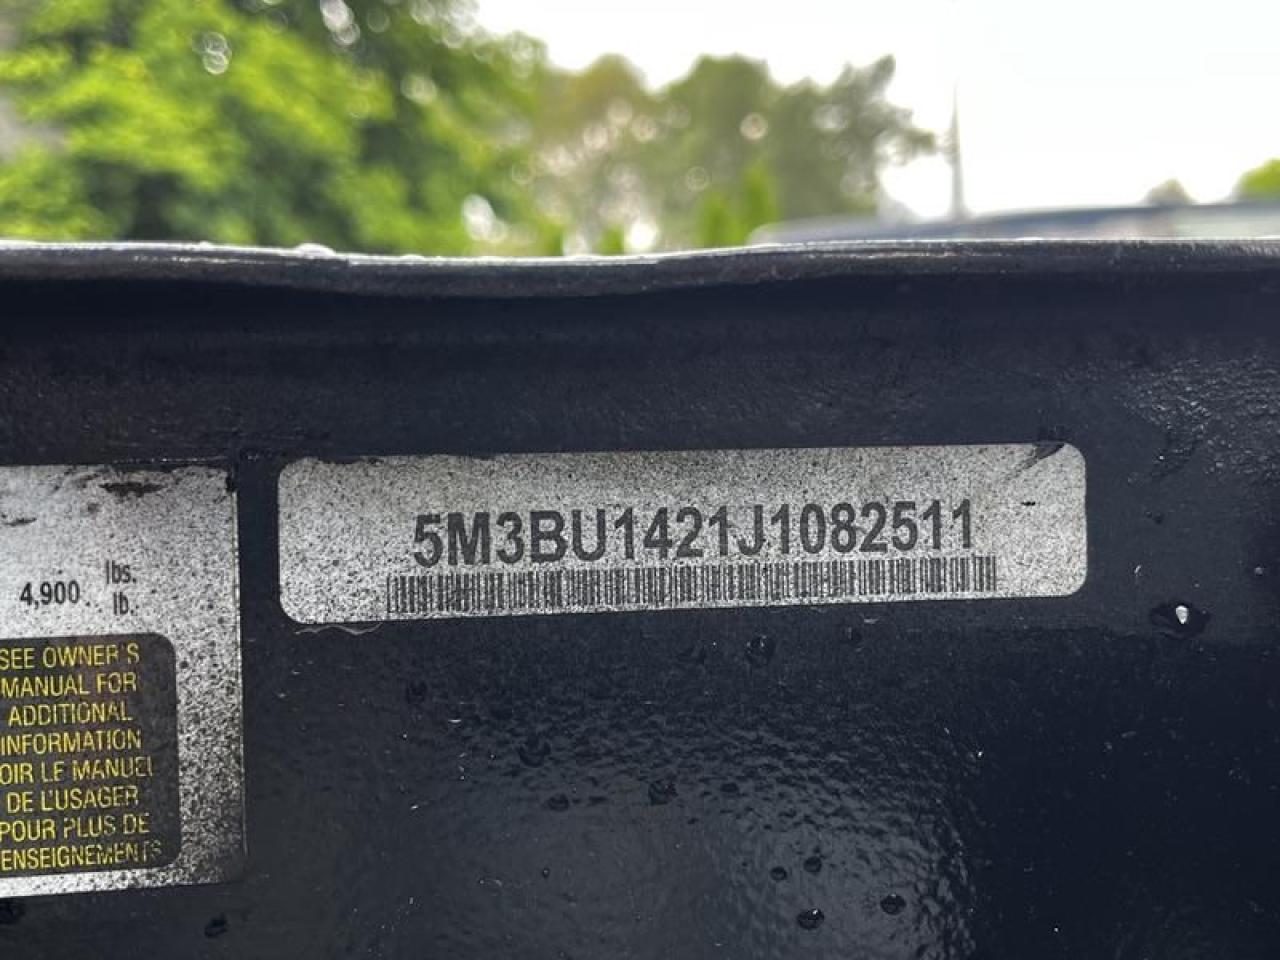 5M3BU1421J1082511
4,900 lbs.
lb.
SEE OWNER'S
MANUAL FOR
ADDITIONAL
INFORMATION
OIR LE MANUEL
DE L'USAGER
POUR PLUS DE
ENSEIGNEMENTS